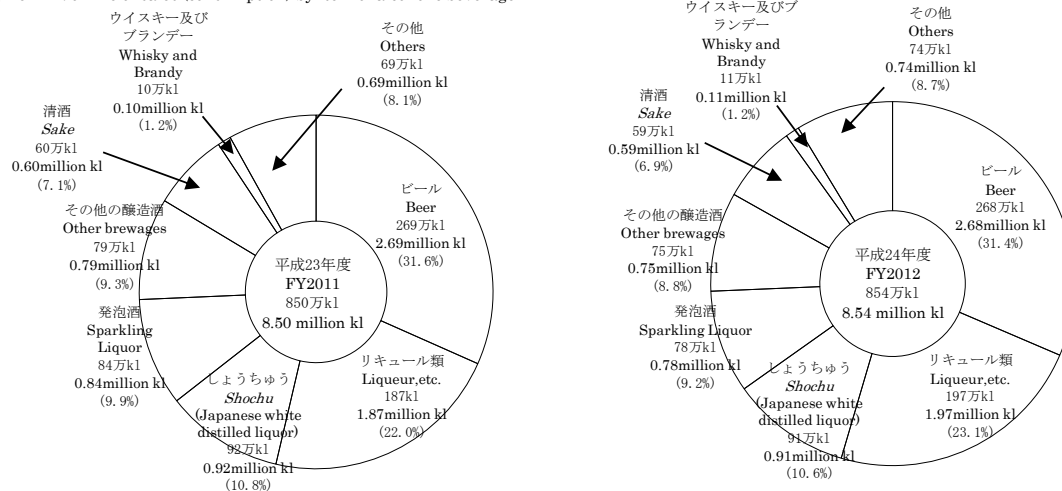 ウイスキー及び
ブランデー
Whisky and
Brandy
10万kl
0.10million kl
(1.2%)
その他
Others
69万kl
0.69million kl
(8.1%)
清酒
Sake
60万kl
0.60million kl
(7.1%)
ビール
Beer
269万kl
2.69million kl
(31.6%)
その他の醸造酒
Other brewages
79万kl
0.79million kl
(9.3%)
平成23年度
FY2011
850万kl
8.50 million kl
発泡酒
Sparkling
Liquor
84万kl
0.84million kl
(9.9%)
しょうちゅう
Shochu
(Japanese white
distilled liquor)
92万kl
0.92million kl
(10.8%)
リキュール類
Liqueur,etc.
187kl
1.87million kl
(22.0%)
ウイスキー及びブ
ランデー
Whisky and
Brandy
11万kl
0.11million kl
(1.2%)
その他
Others
74万kl
0.74million kl
(8.7%)
清酒
Sake
59万kl
0.59million kl
(6.9%)
ビール
Beer
268万kl
2.68million kl
(31.4%)
その他の醸造酒
Other brewages
75万kl
0.75million kl
(8.8%)
平成24年度
FY2012
854万kl
8.54 million kl
発泡酒
Sparkling Liquor
78万kl
0.78million kl
(9.2%)
しょうちゅう
Shochu
(Japanese white
distilled liquor)
91万kl
0.91million kl
(10.6%)
リキュール類
Liqueur,etc.
197万kl
1.97million kl
(23.1%)